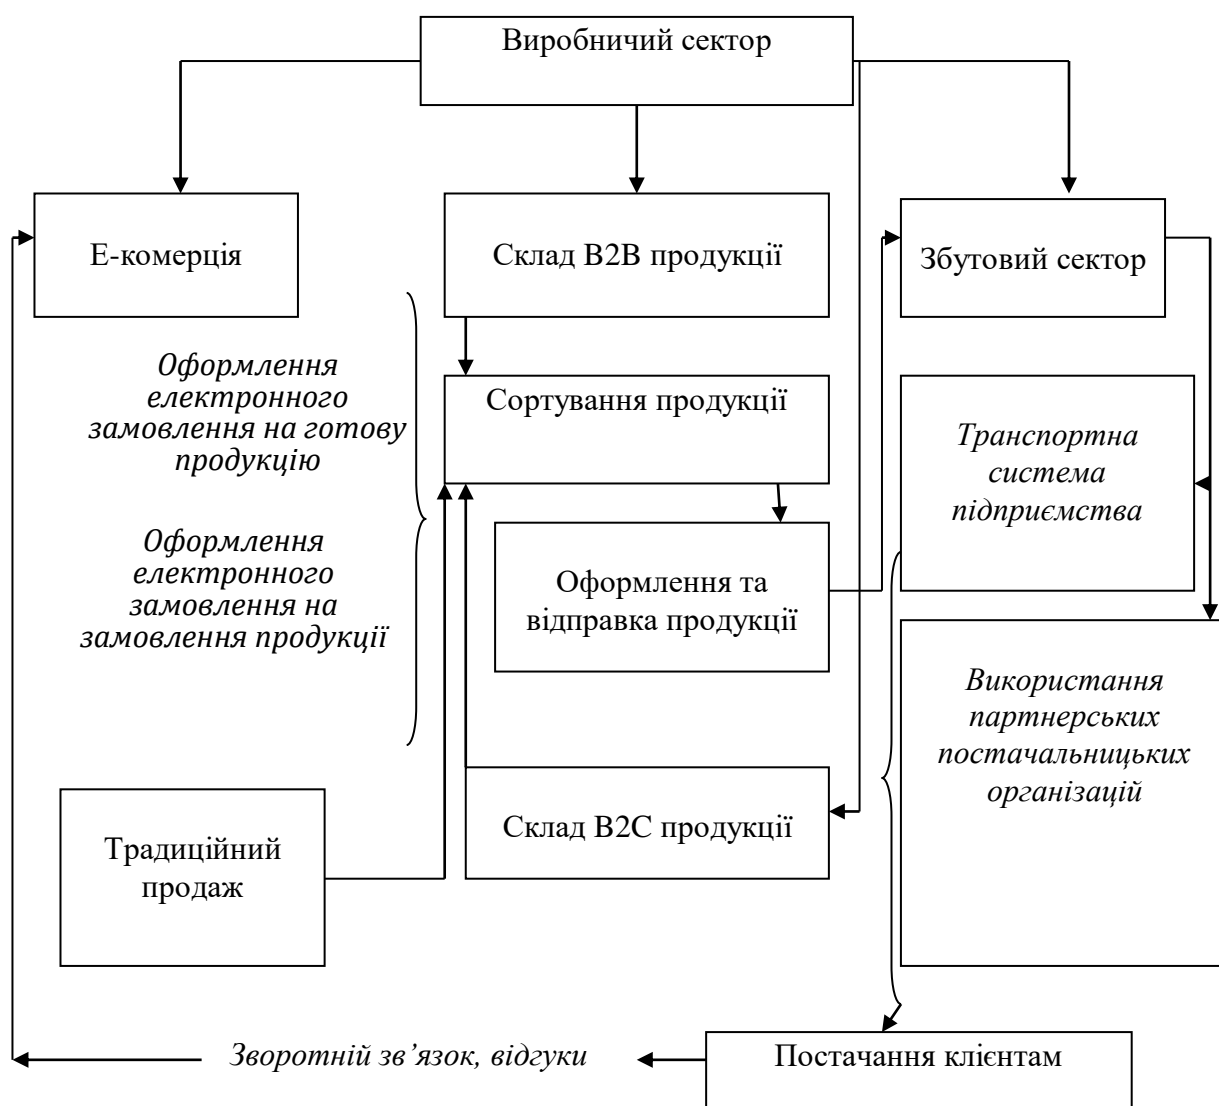 Виробничий сектор
Е-комерція
Склад B2B продукції
Збутовий сектор
Оформлення
електронного
замовлення на готову
продукцію
Сортування продукції
Транспортна
система
підприємства
Оформлення
електронного
замовлення на
замовлення продукції
Оформлення та
відправка продукції
Використання
партнерських
постачальницьких
організацій
Традиційний
продаж
Склад B2C продукції
Зворотній зв’язок, відгуки
Постачання клієнтам